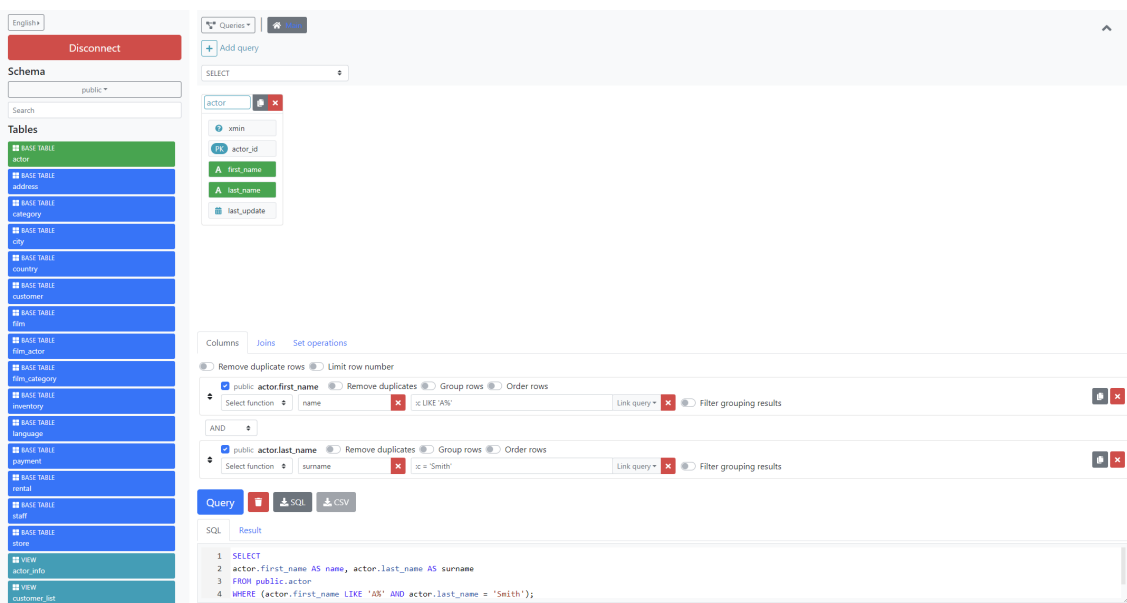 English
Disconnect
Schema
public
Search
Tables
BASE TABLE
actor
BASE TABLE
address
BASE TABLE
category
BASE TABLE
city
BASE TABLE
country
BASE TABLE
customer
BASE TABLE
film
BASE TABLE
film_actor
BASE TABLE
film_category
BASE TABLE
inventory
BASE TABLE
language
BASE TABLE
payment
BASE TABLE
rental
BASE TABLE
staff
BASE TABLE
store
VIEW
actor_info
VIEW
customer_list
Queries
+ Add query
SELECT
actor
xmin
PK actor_id
A first_name
A last_name
last_update
Columns Joins Set operations
Remove duplicate rows Limit row number
public actor.first_name Remove duplicates Group rows Order rows
Select function name x: LIKE 'A%' Link query Filter grouping results
AND
public actor.last_name Remove duplicates Group rows Order rows
Select function surname x: = 'Smith' Link query Filter grouping results
Query SQL CSV
SQL Result
1 SELECT
2 actor.first_name AS name, actor.last_name AS surname
3 FROM public.actor
4 WHERE (actor.first_name LIKE 'A%' AND actor.last_name = 'Smith');